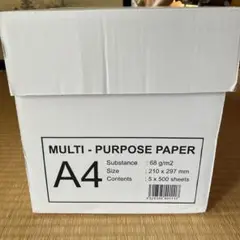 MULTI - PURPOSE PAPER
A4
Substance : 68 g/m2
Size : 210 x 297 mm
Contents : 5 x 500 sheets